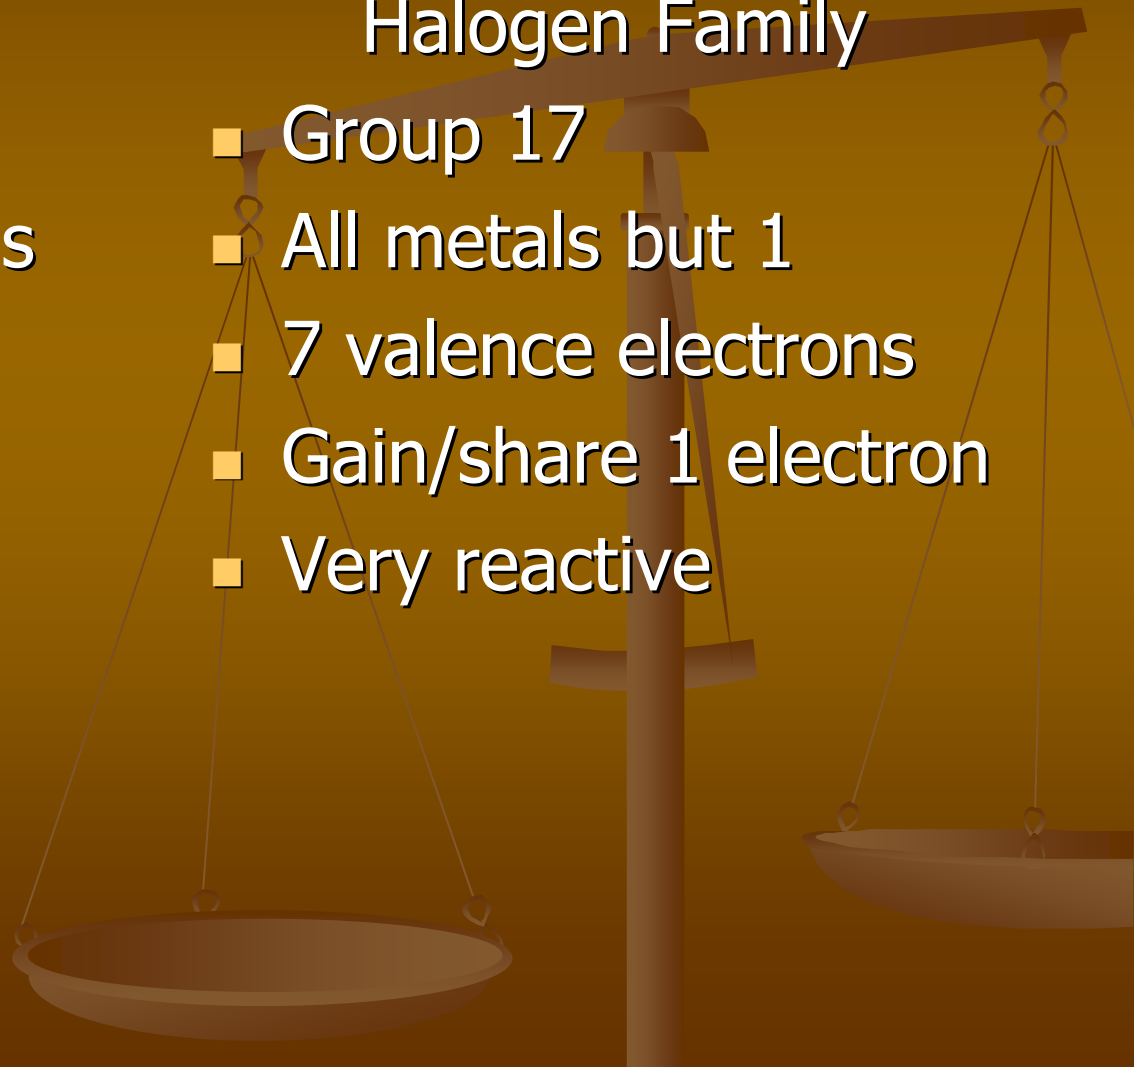 Halogen Family
Group 17
s
All metals but 1
7 valence electrons
Gain/share 1 electron
Very reactive